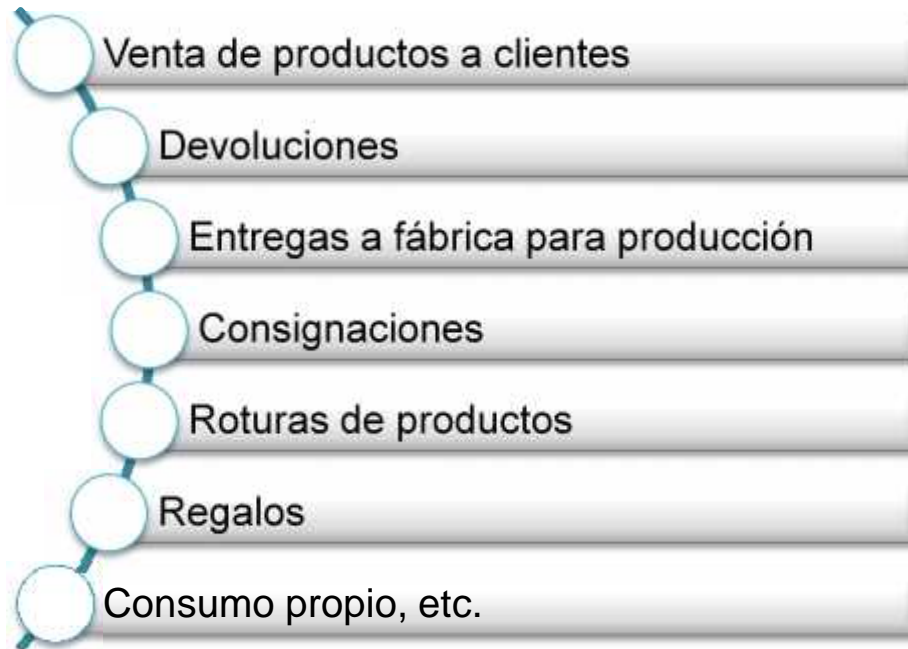 Venta de productos a clientes
Devoluciones
Entregas a fábrica para producción
Consignaciones
Roturas de productos
Regalos
Consumo propio, etc.